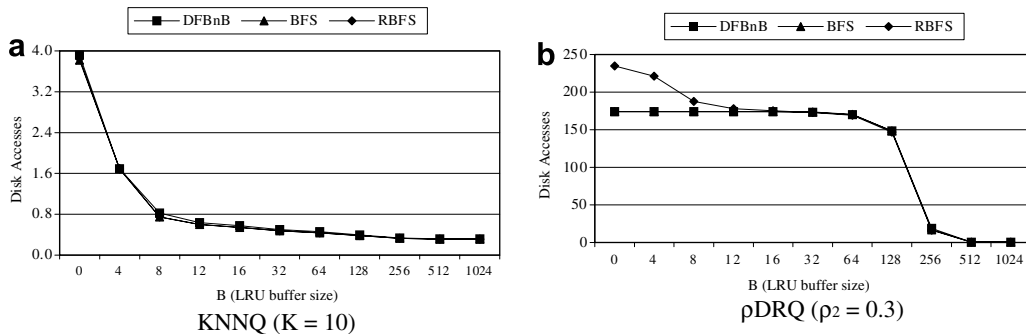 DFBnB BFS RBFS
a
4.0
3.2
2.4
1.6
0.8
0.0
Disk Accesses
0 4 8 12 16 32 64 128 256 512 1024
B (LRU buffer size)
KNNQ (K = 10)
DFBnB BFS RBFS
b
250
200
150
100
50
0
Disk Accesses
0 4 8 12 16 32 64 128 256 512 1024
B (LRU buffer size)
ρDRQ (ρ2 = 0.3)